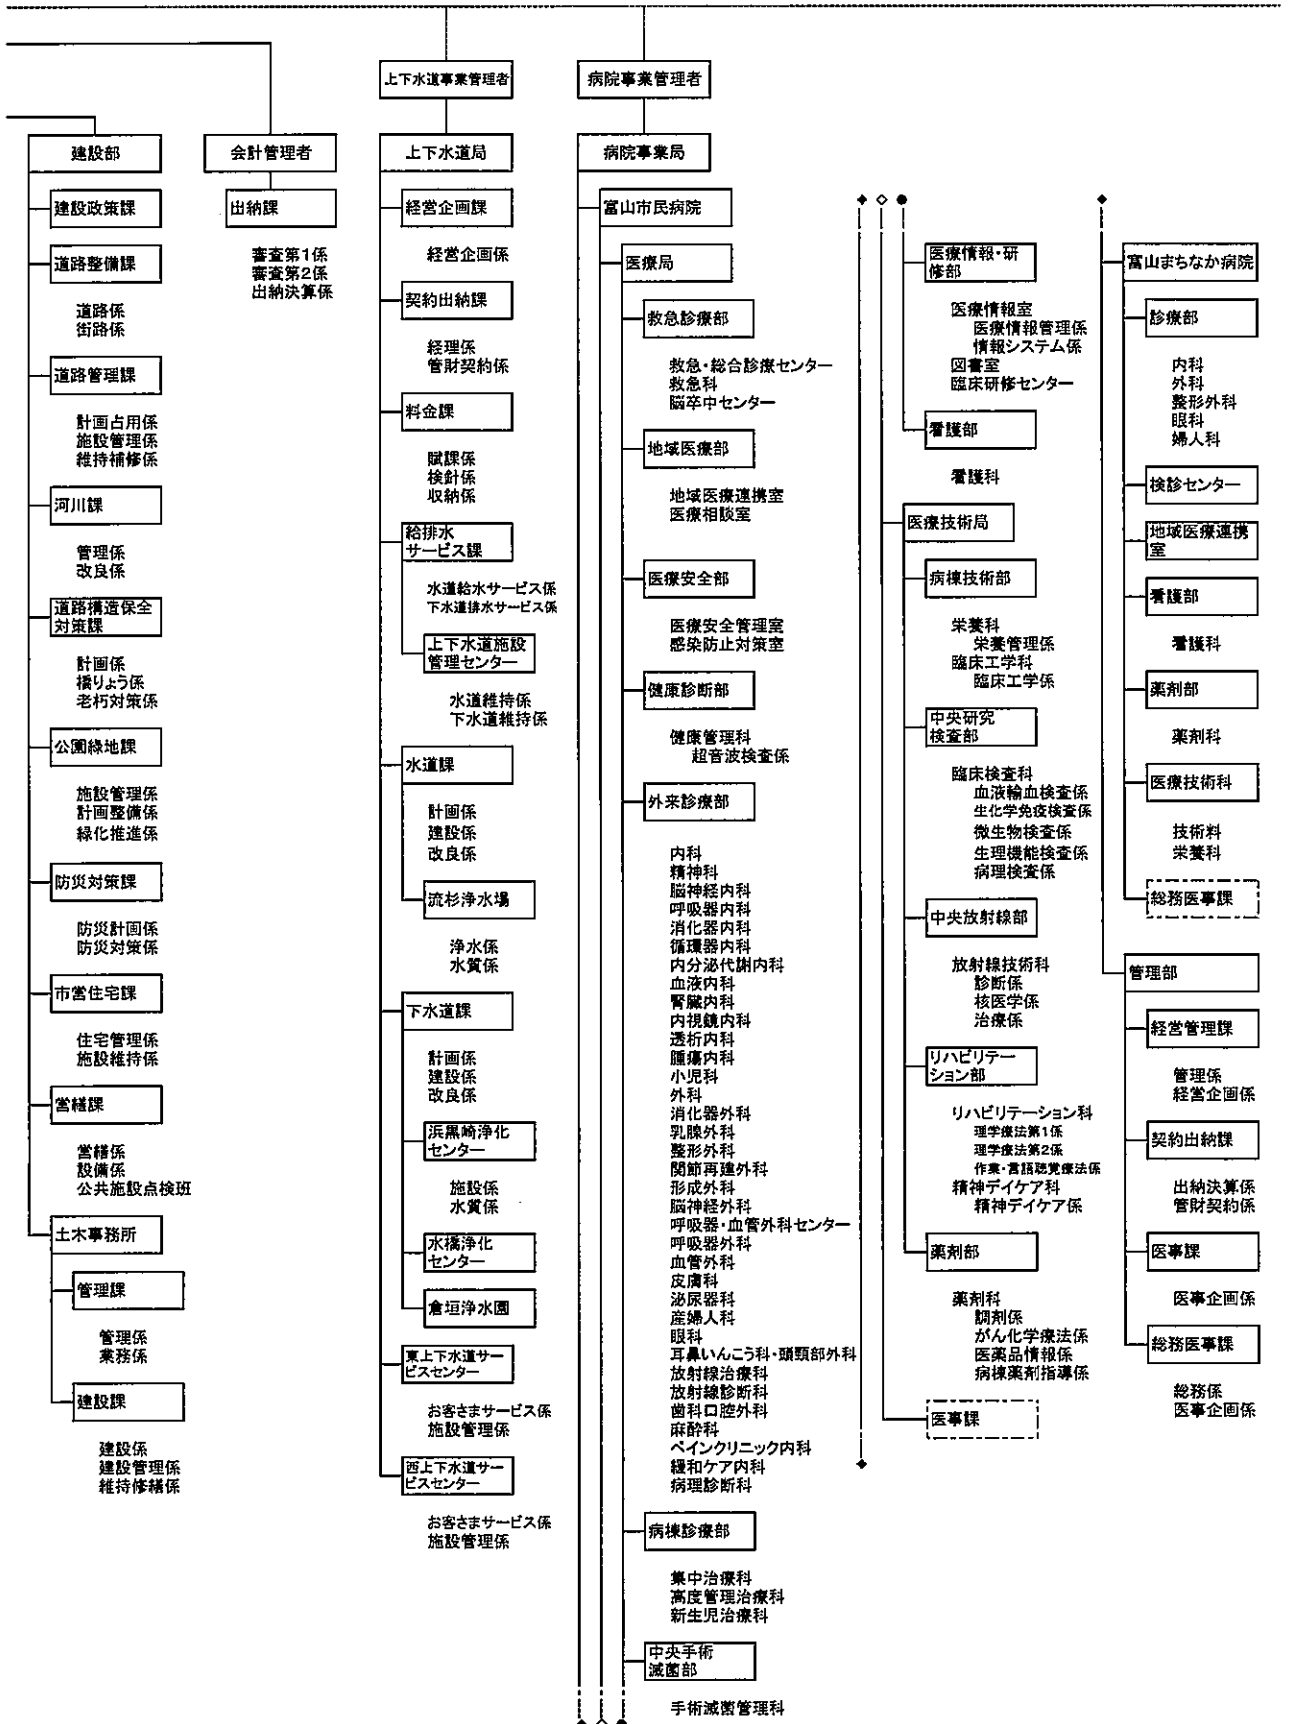 上下水道事業管理者
病院事業管理者
建設部
建設政策課
道路整備課
道路係
街路係
道路管理課
計画占用係
施設管理係
維持補修係
河川課
管理係
改良係
道路構造保全
対策課
計画係
橋りょう係
老朽対策係
公園緑地課
施設管理係
計画整備係
緑化推進係
防災対策課
防災計画係
防災対策係
市営住宅課
住宅管理係
施設維持係
営繕課
営繕係
設備係
公共施設点検班
土木事務所
管理課
管理係
業務係
建設課
建設係
建設管理係
維持修繕係
会計管理者
出納課
審査第1係
審査第2係
出納決算係
上下水道局
経営企画課
経営企画係
契約出納課
経理係
管財契約係
料金課
賦課係
検針係
収納係
給排水
サービス課
水道給水サービス係
下水道排水サービス係
上下水道施設
管理センター
水道維持係
下水道維持係
水道課
計画係
建設係
改良係
流杉浄水場
浄水係
水質係
下水道課
計画係
建設係
改良係
浜黒崎浄化
センター
施設係
水質係
水橋浄化
センター
倉垣浄水園
東上下水道サー
ビスセンター
お客さまサービス係
施設管理係
西上下水道サー
ビスセンター
お客さまサービス係
施設管理係
病院事業局
富山市民病院
医療局
救急診療部
救急・総合診療センター
救急科
脳卒中センター
地域医療部
地域医療連携室
医療相談室
医療安全部
医療安全管理室
感染防止対策室
健康診断部
健康管理科
超音波検査係
外来診療部
内科
精神科
脳神経内科
呼吸器内科
消化器内科
循環器内科
内分泌代謝内科
血液内科
腎臓内科
内視鏡内科
透析内科
腫瘍内科
小児科
外科
消化器外科
乳腺外科
整形外科
関節再建外科
形成外科
脳神経外科
呼吸器・血管外科センター
呼吸器外科
血管外科
皮膚科
泌尿器科
産婦人科
眼科
耳鼻いんこう科・頭頸部外科
放射線治療科
放射線診断科
歯科口腔外科
麻酔科
ペインクリニック内科
緩和ケア内科
病理診断科
病棟診療部
集中治療科
高度管理治療科
新生児治療科
中央手術
滅菌部
手術滅菌管理科
医療情報・研
修部
医療情報室
医療情報管理係
情報システム係
図書室
臨床研修センター
看護部
看護科
医療技術局
病棟技術部
栄養科
栄養管理係
臨床工学科
臨床工学係
中央研究
検査部
臨床検査科
血液輸血検査係
生化学免疫検査係
微生物検査係
生理機能検査係
病理検査係
中央放射線部
放射線技術科
診断係
核医学係
治療係
リハビリテー
ション部
リハビリテーション科
理学療法第1係
理学療法第2係
作業・言語聴覚療法係
精神デイケア科
精神デイケア係
薬剤部
薬剤科
調剤係
がん化学療法係
医薬品情報係
病棟薬剤指導係
医事課
富山まちなか病院
診療部
内科
外科
整形外科
眼科
婦人科
検診センター
地域医療連携
室
看護部
看護科
薬剤部
薬剤科
医療技術科
技術科
栄養科
総務医事課
管理部
経営管理課
管理係
経営企画係
契約出納課
出納決算係
管財契約係
医事課
医事企画係
総務医事課
総務係
医事企画係